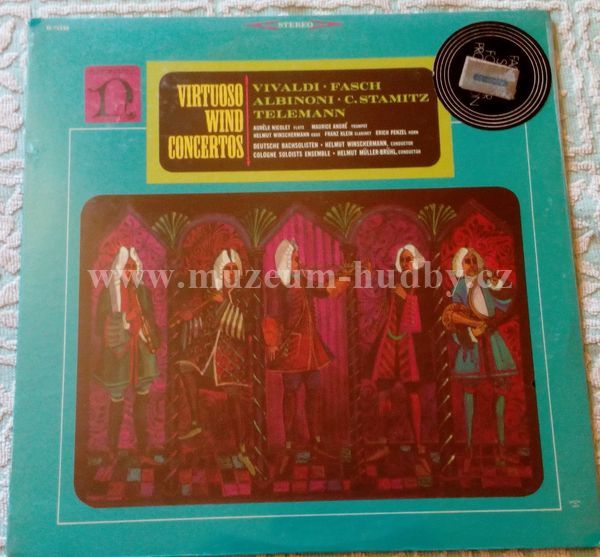 STEREO
VIRTUOSO
WIND
CONCERTOS
VIVALDI · FASCH
ALBINONI · C. STAMITZ
TELEMANN
AURÈLE NICOLET FLUTE MAURICE ANDRÉ TRUMPET
HELMUT WINSCHERMANN OBOE FRANZ KLEIN CLARINET ERICH PENZEL HORN
DEUTSCHE BACHSOLISTEN · HELMUT WINSCHERMANN, CONDUCTOR
COLOGNE SOLOISTS ENSEMBLE · HELMUT MÜLLER-BRÜHL, CONDUCTOR
www.muzeum-hudby.cz